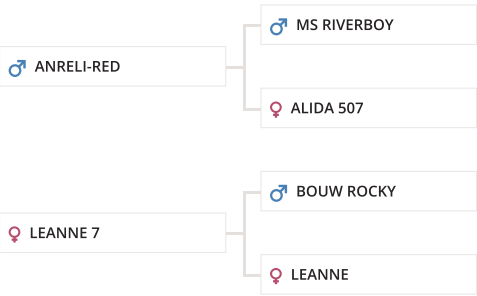 MS RIVERBOY
ANRELI-RED
ALIDA 507
BOUW ROCKY
LEANNE 7
LEANNE